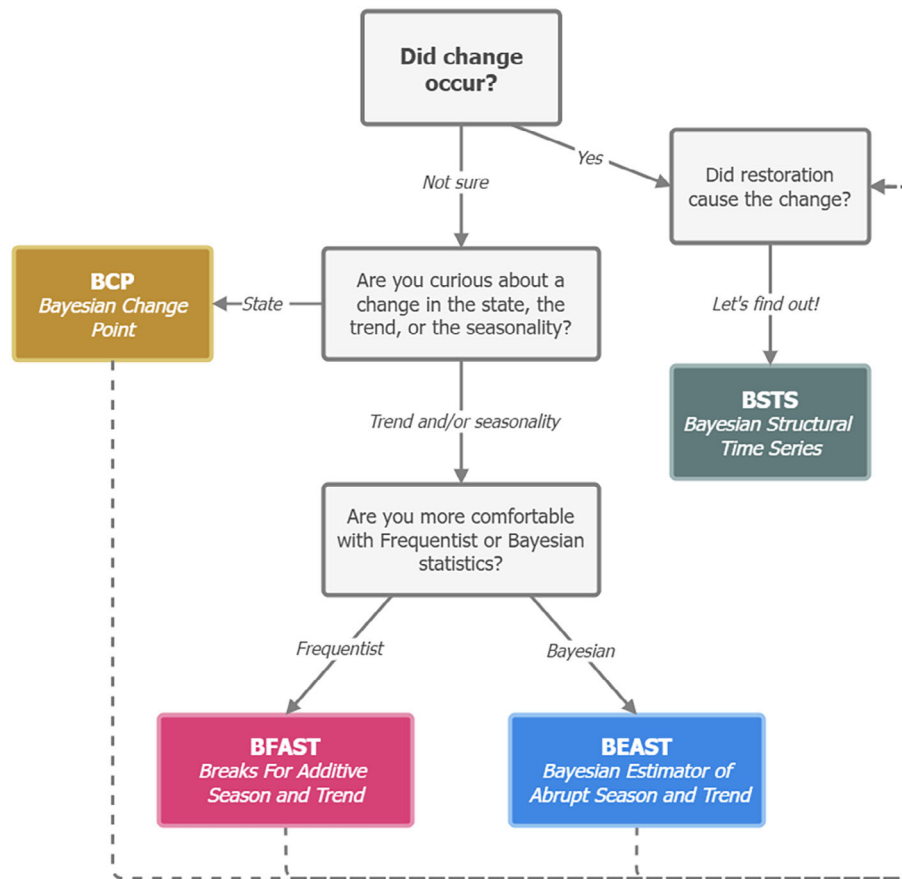 Did change
occur?
Yes
Not sure
Did restoration
cause the change?
BCP
Bayesian Change
Point
State
Are you curious about a
change in the state, the
trend, or the seasonality?
Let's find out!
BSTS
Bayesian Structural
Time Series
Trend and/or seasonality
Are you more comfortable
with Frequentist or Bayesian
statistics?
Frequentist
Bayesian
BFAST
Breaks For Additive
Season and Trend
BEAST
Bayesian Estimator of
Abrupt Season and Trend